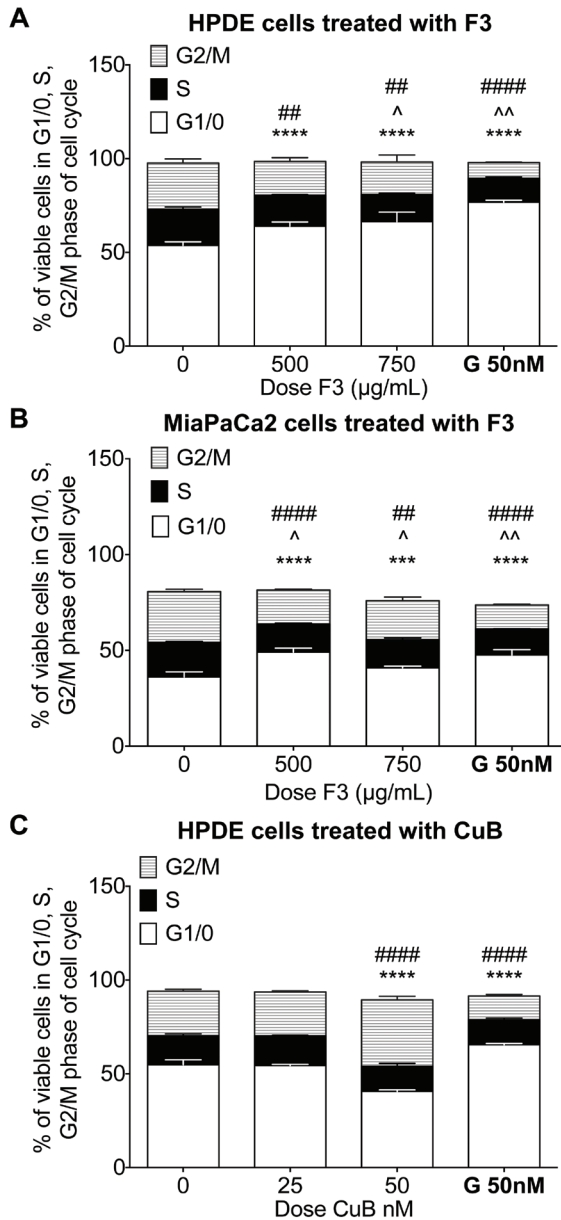 A
HPDE cells treated with F3
% of viable cells in G1/0, S,
G2/M phase of cell cycle
150
100
50
0
G2/M
S
G1/0
##
****
##
^
****
####
^^
****
0 500 750 G 50nM
Dose F3 (µg/mL)
B
MiaPaCa2 cells treated with F3
% of viable cells in G1/0, S,
G2/M phase of cell cycle
150
100
50
0
G2/M
S
G1/0
####
^
****
##
^
***
####
^^
****
0 500 750 G 50nM
Dose F3 (µg/mL)
C
HPDE cells treated with CuB
% of viable cells in G1/0, S,
G2/M phase of cell cycle
150
100
50
0
G2/M
S
G1/0
####
****
####
****
0 25 50 G 50nM
Dose CuB nM